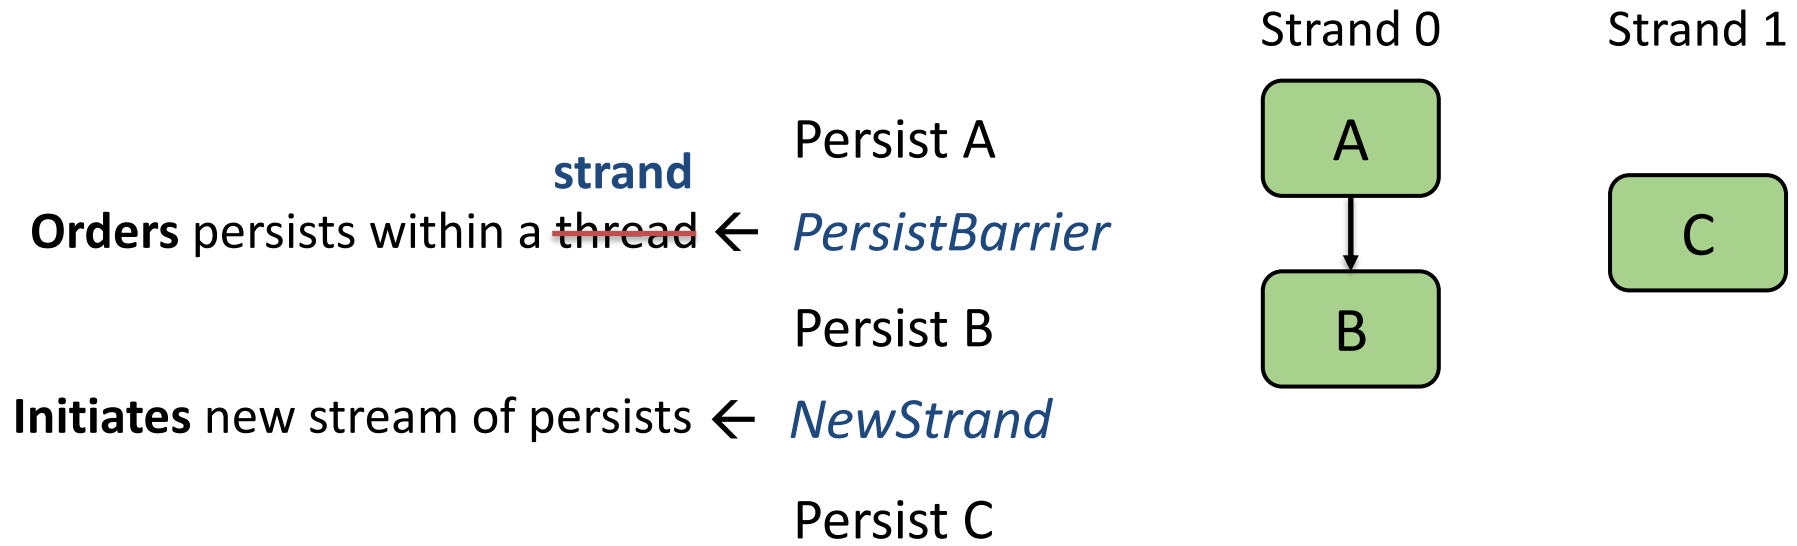 Strand 0
Strand 1
Persist A
A
strand
Orders persists within a thread ← PersistBarrier
C
Persist B
B
Initiates new stream of persists ← NewStrand
Persist C